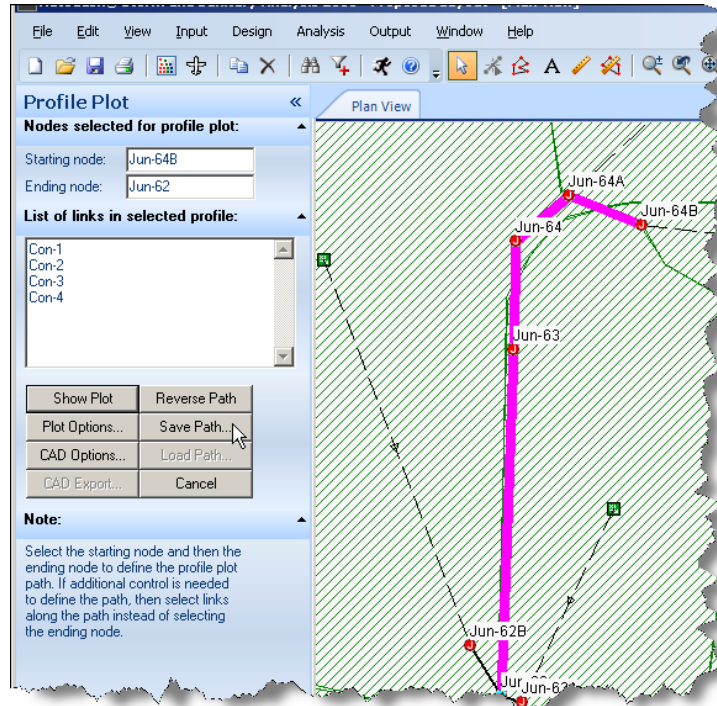 File Edit View Input Design Analysis Output Window Help
Profile Plot «
Plan View
Nodes selected for profile plot:
Starting node: Jun-64B
Ending node: Jun-62
List of links in selected profile:
Con-1
Con-2
Con-3
Con-4
Show Plot Reverse Path
Plot Options... Save Path...
CAD Options... Load Path...
CAD Export... Cancel
Note:
Select the starting node and then the
ending node to define the profile plot
path. If additional control is needed
to define the path, then select links
along the path instead of selecting
the ending node.
Jun-64A
Jun-64B
Jun-64
Jun-63
Jun-62B